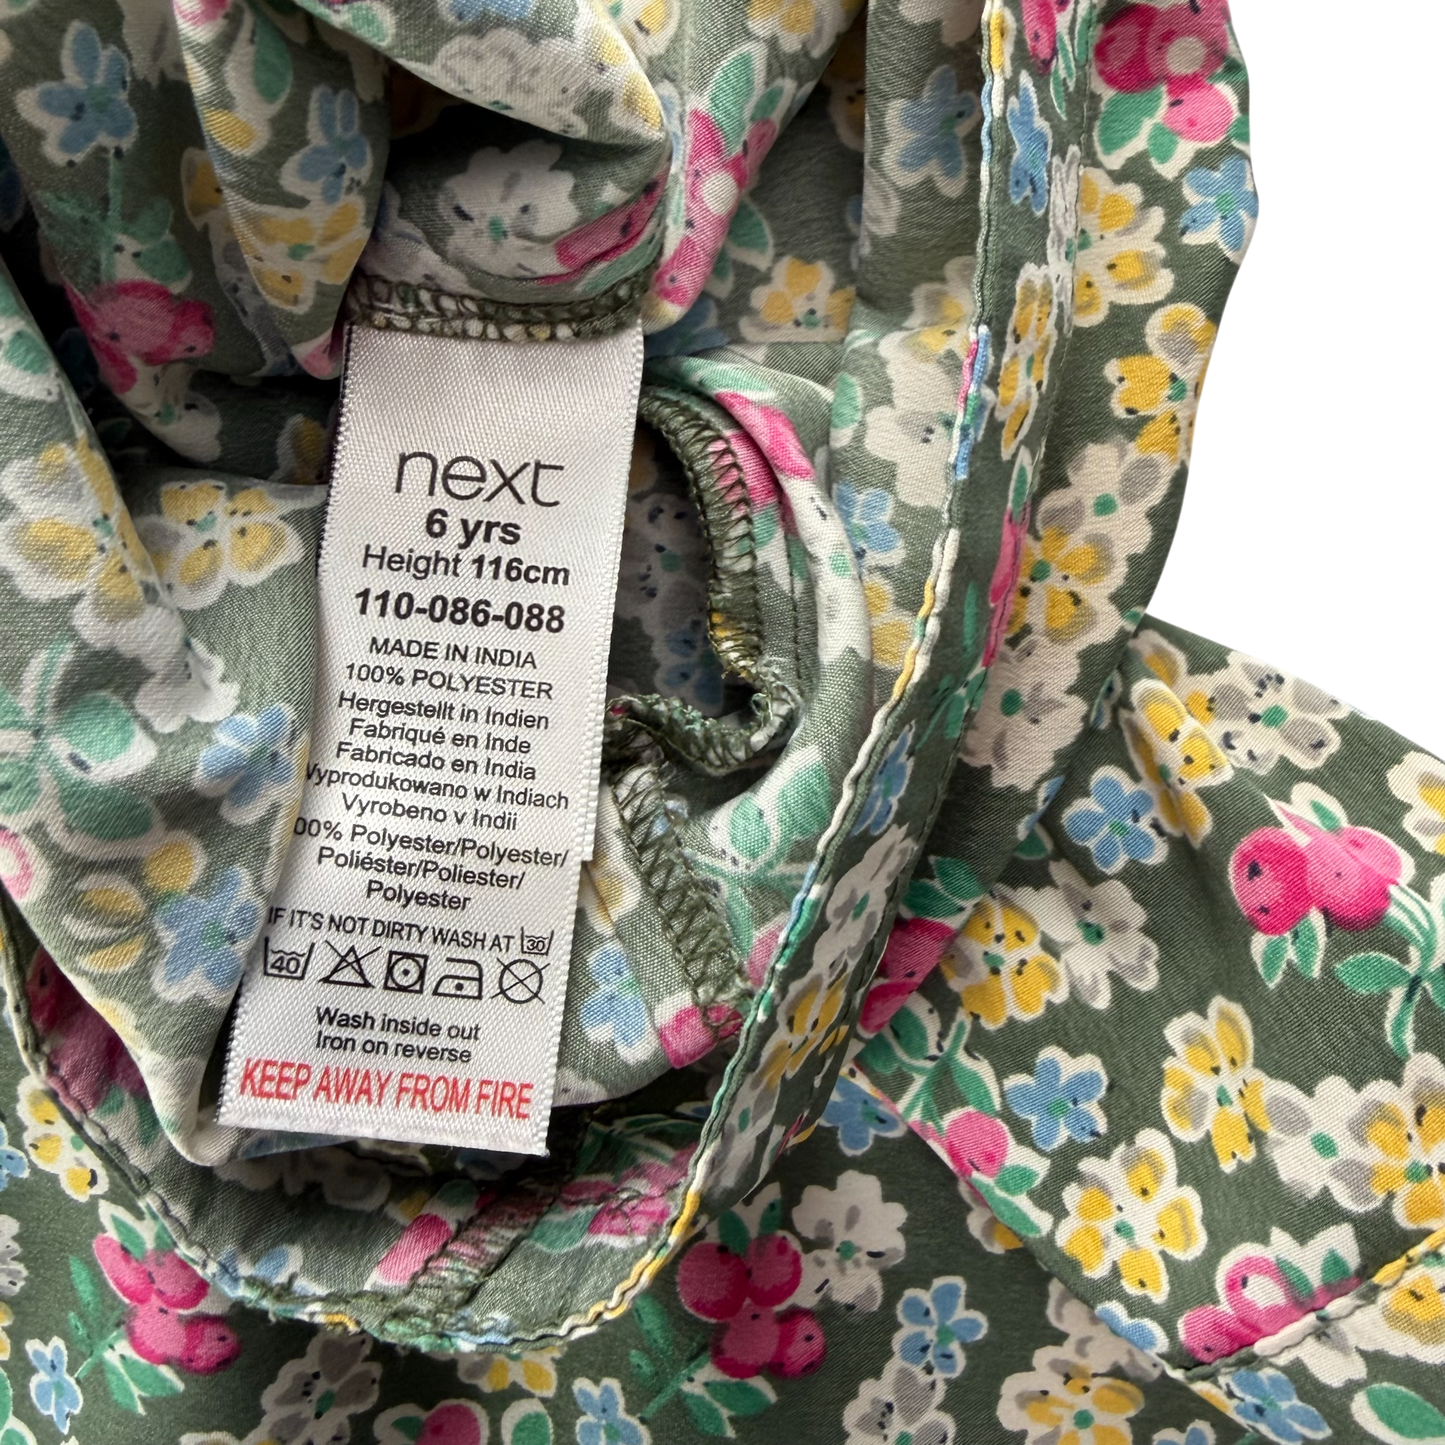 next
6 yrs
Height 116cm
110-086-088
MADE IN INDIA
100% POLYESTER
Hergestellt in Indien
Fabriqué en Inde
Fabricado en India
Wyprodukowano w Indiach
Vyrobeno v Indii
00% Polyester/Polyester/
Poliéster/Poliester/
Polyester
IF IT'S NOT DIRTY WASH AT 30
40
Wash inside out
Iron on reverse
KEEP AWAY FROM FIRE